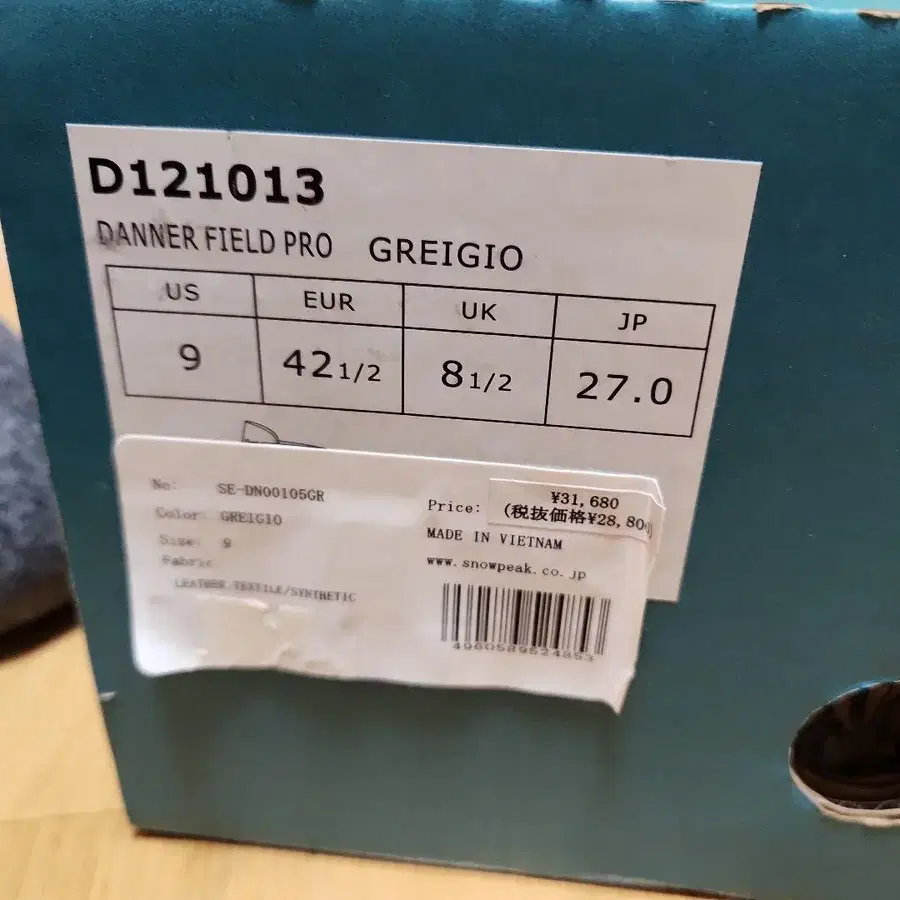 D121013
DANNER FIELD PRO GREIGIO
US EUR UK JP
9 42 1/2 8 1/2 27.0
No: SE-DN00105GR
Color: GREIGIO
Size: 9
Fabric
LEATHER/TEXTILE/SYNTHETIC
Price: ¥31,680
(税抜価格¥28,800)
MADE IN VIETNAM
www.snowpeak.co.jp
4960589524853